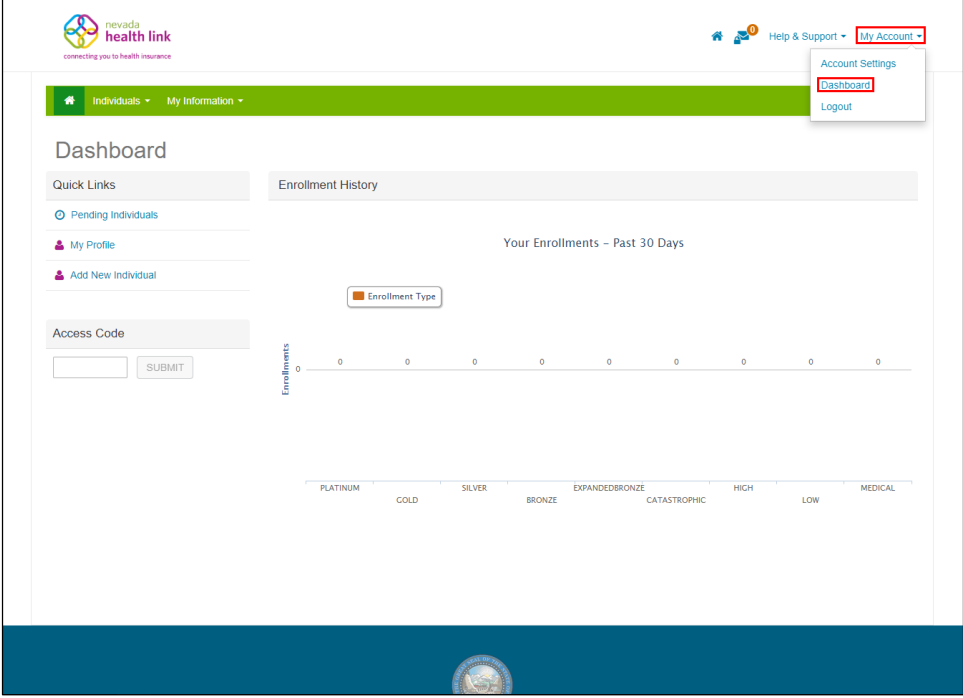 nevada
health link
connecting you to health insurance
0
Help & Support
My Account
Account Settings
Dashboard
Logout
Individuals
My Information
Dashboard
Quick Links
Pending Individuals
My Profile
Add New Individual
Access Code
SUBMIT
Enrollment History
Your Enrollments – Past 30 Days
Enrollment Type
Enrollments
0
0 0 0 0 0 0 0 0 0
PLATINUM SILVER EXPANDEDBRONZE HIGH MEDICAL
GOLD BRONZE CATASTROPHIC LOW